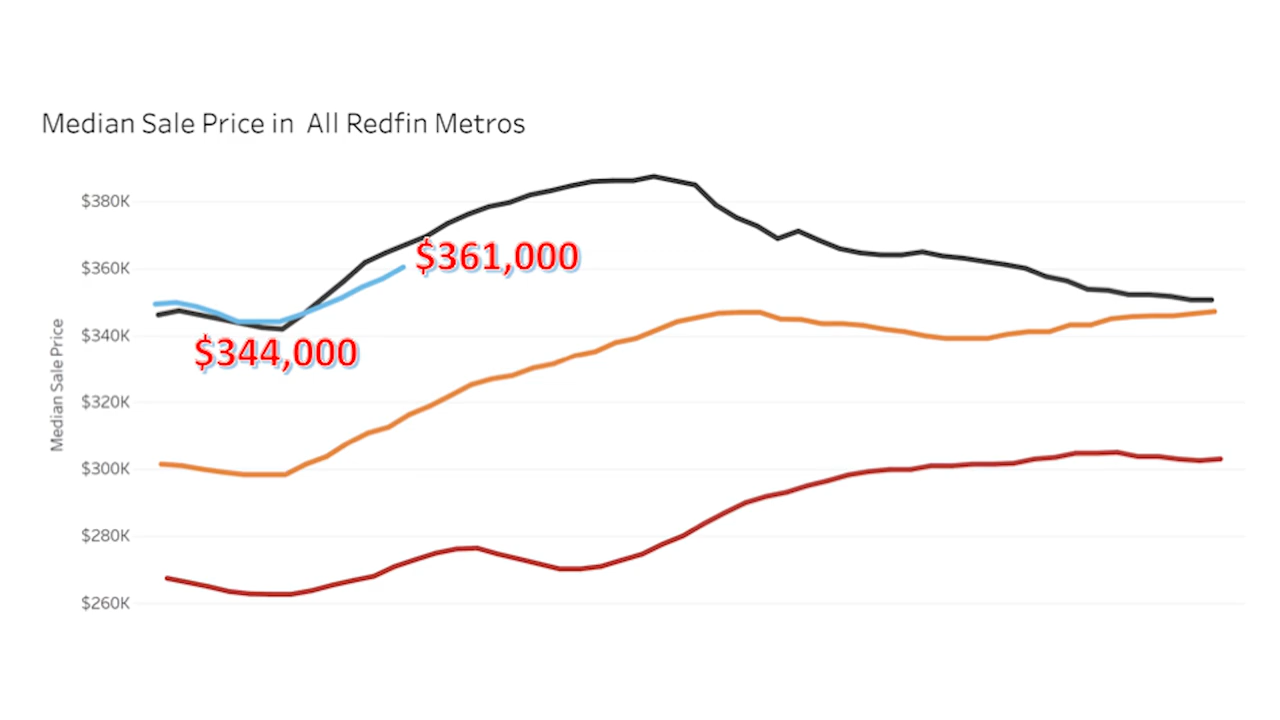 Median Sale Price in  All Redfin Metros
$380K
$360K
$340K
$320K
$300K
$280K
$260K
Median Sale Price
$361,000
$344,000